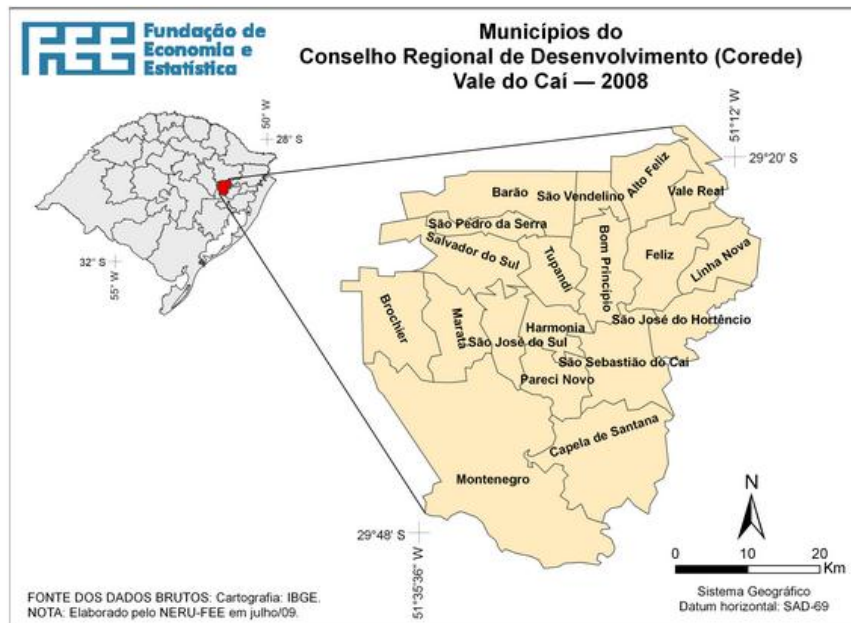 FEE
Fundação de
Economia e
Estatística
Municípios do
Conselho Regional de Desenvolvimento (Corede)
Vale do Caí — 2008
50° W
28° S
32° S
55° W
51°12' W
29°20' S
Alto Feliz
Barão
São Vendelino
Vale Real
São Pedro da Serra
Salvador do Sul
Tupandi
Bom Princípio
Feliz
Linha Nova
Brochier
Marata
Harmonia
São José do Hortêncio
São José do Sul
São Sebastião do Caí
Pareci Novo
Capela de Santana
Montenegro
29°48' S
51°35'36" W
N
0 10 20
Km
Sistema Geográfico
Datum horizontal: SAD-69
FONTE DOS DADOS BRUTOS: Cartografia: IBGE.
NOTA: Elaborado pelo NERU-FEE em julho/09.